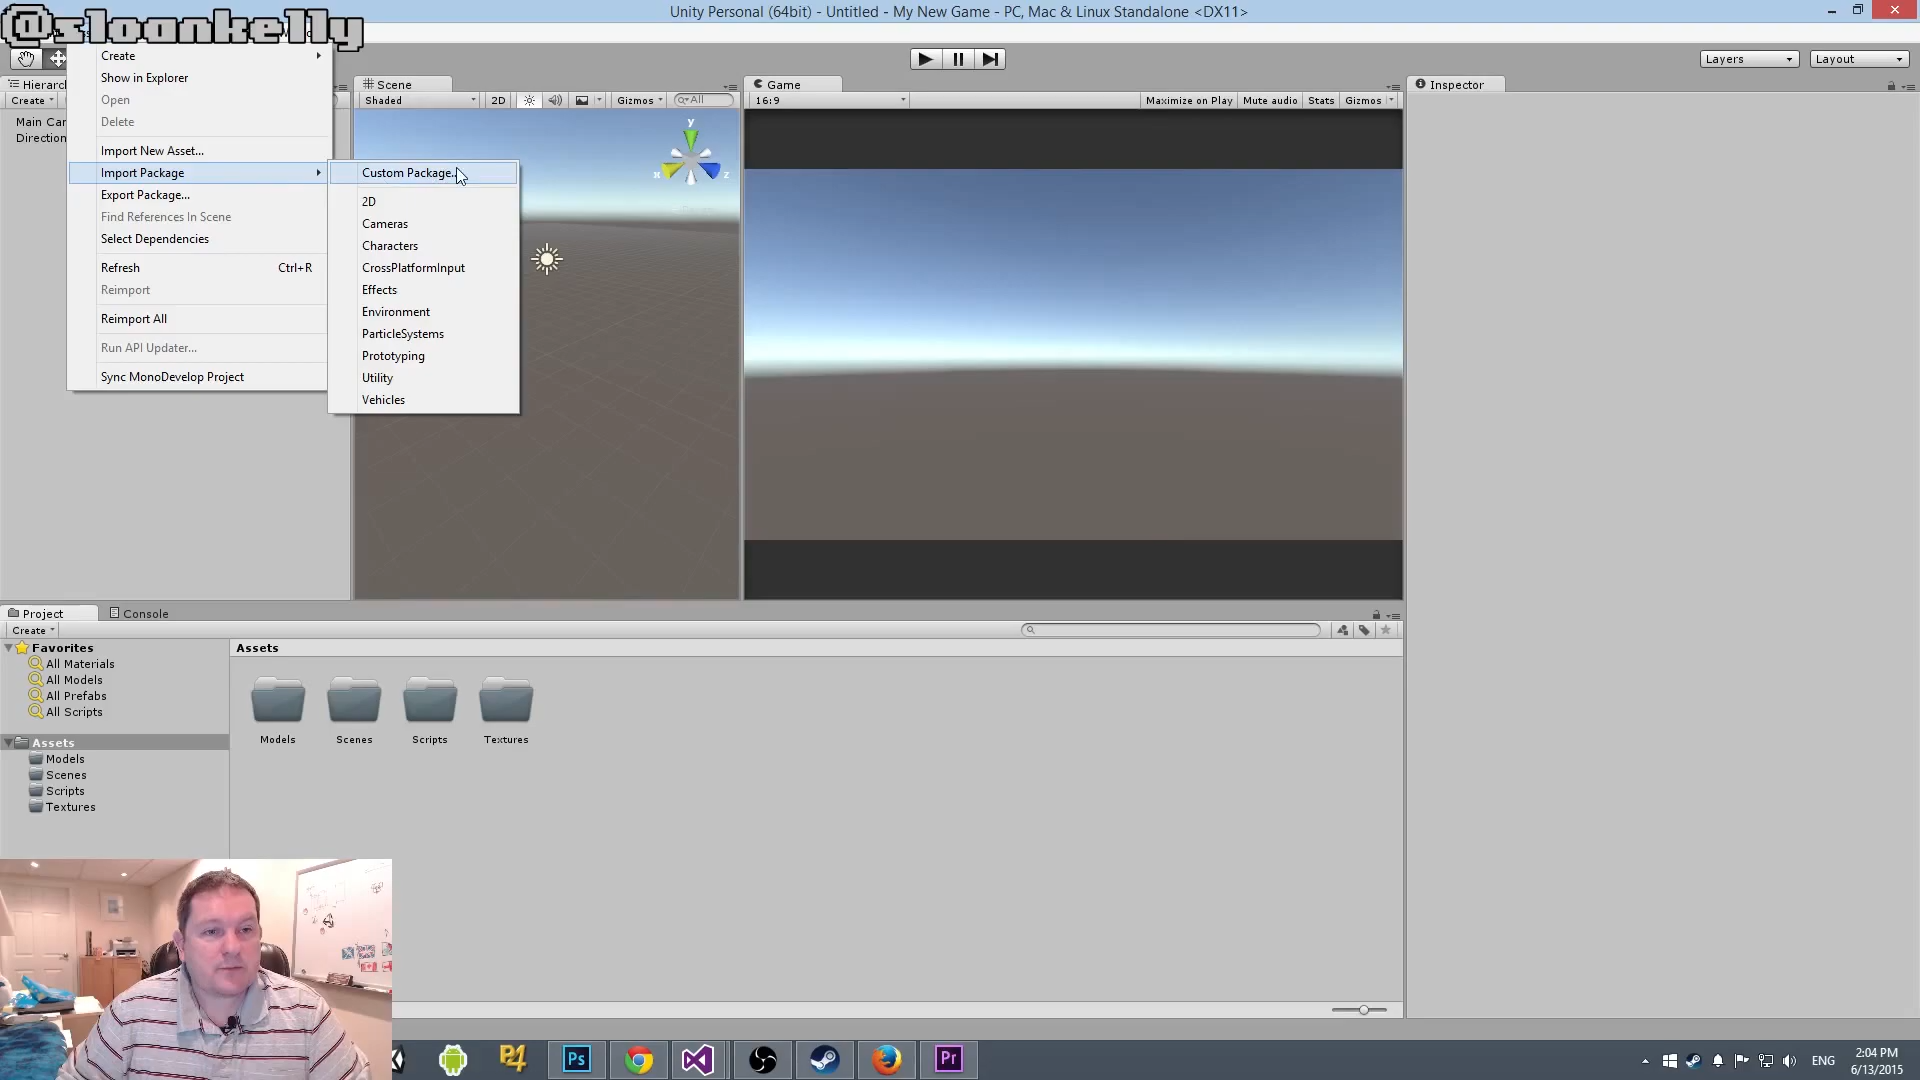 Unity Personal (64bit) - Untitled - My New Game - PC, Mac & Linux Standalone <DX11>
@sloankelly
Layers
Layout
Hierarch
Create
Main Car
Direction
Create
Show in Explorer
Open
Delete
Import New Asset...
Import Package
Export Package...
Find References In Scene
Select Dependencies
Refresh Ctrl+R
Reimport
Reimport All
Run API Updater...
Sync MonoDevelop Project
Custom Package...
2D
Cameras
Characters
CrossPlatformInput
Effects
Environment
ParticleSystems
Prototyping
Utility
Vehicles
Scene
Shaded 2D Gizmos All
y
x z
Game
16:9 Maximize on Play Mute audio Stats Gizmos
Inspector
Project Console
Create
Favorites
All Materials
All Models
All Prefabs
All Scripts
Assets
Models
Scenes
Scripts
Textures
Assets
Models Scenes Scripts Textures
P4 Ps Pr
ENG
2:04 PM
6/13/2015